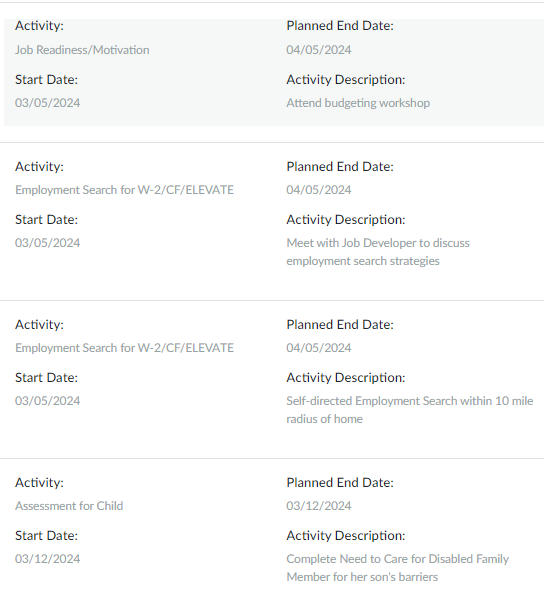 Activity: Planned End Date:
Job Readiness/Motivation 04/05/2024
Start Date: Activity Description:
03/05/2024 Attend budgeting workshop
Activity: Planned End Date:
Employment Search for W-2/CF/ELEVATE 04/05/2024
Start Date: Activity Description:
03/05/2024 Meet with Job Developer to discuss
employment search strategies
Activity: Planned End Date:
Employment Search for W-2/CF/ELEVATE 04/05/2024
Start Date: Activity Description:
03/05/2024 Self-directed Employment Search within 10 mile
radius of home
Activity: Planned End Date:
Assessment for Child 03/12/2024
Start Date: Activity Description:
03/12/2024 Complete Need to Care for Disabled Family
Member for her son's barriers